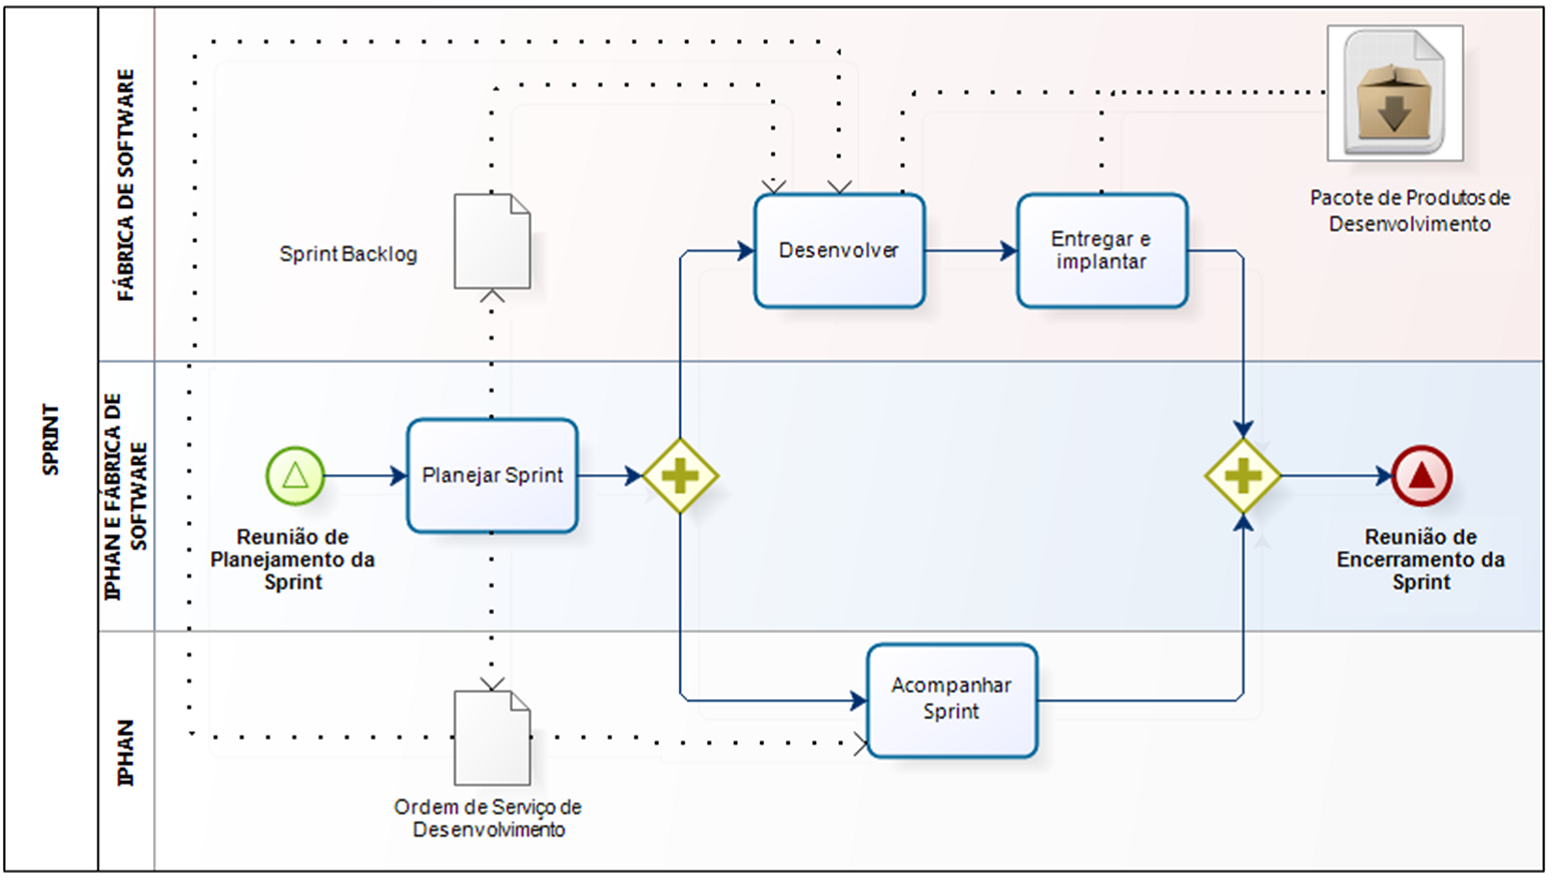 SPRINT
FÁBRICA DE SOFTWARE
Sprint Backlog
Desenvolver
Entregar e
implantar
Pacote de Produtos de
Desenvolvimento
IPHAN E FÁBRICA DE
SOFTWARE
Reunião de
Planejamento da
Sprint
Planejar Sprint
Reunião de
Encerramento da
Sprint
IPHAN
Ordem de Serviço de
Desenvolvimento
Acompanhar
Sprint